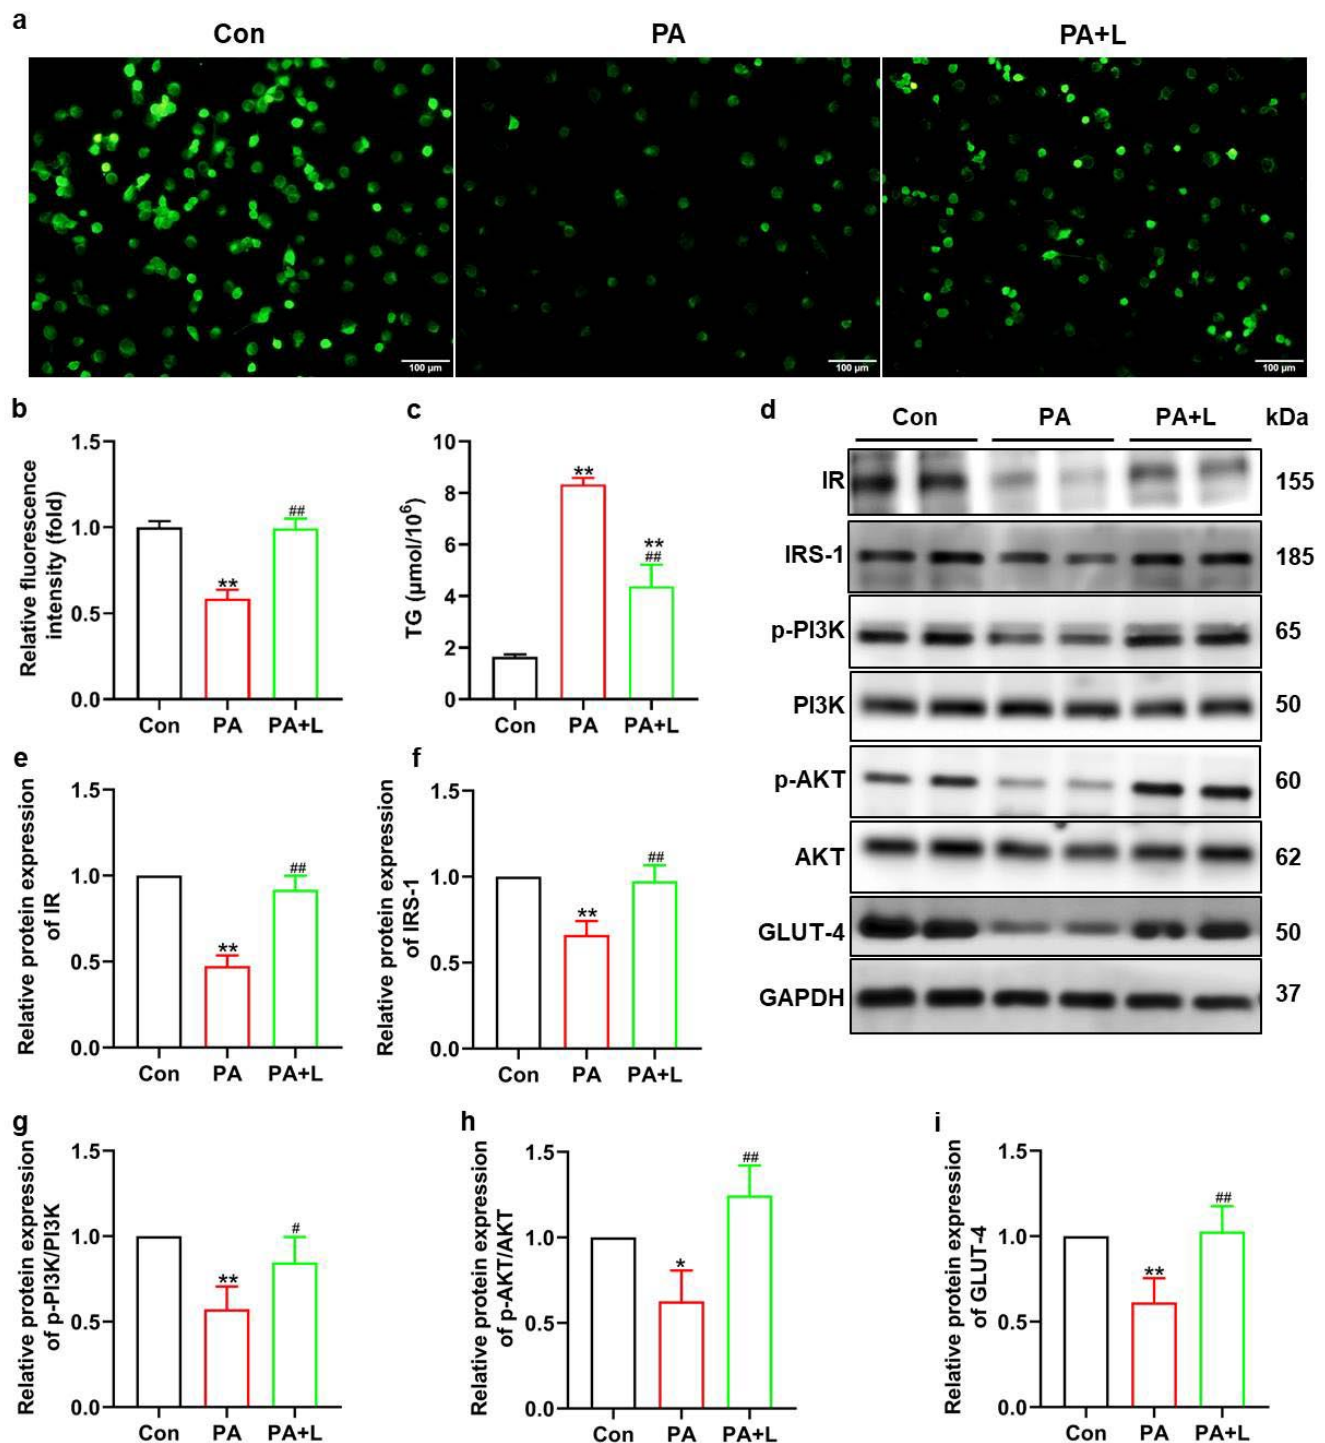 a
Con PA PA+L
100 µm 100 µm 100 µm
b
Relative fluorescence
intensity (fold)
1.5
1.0
0.5
0.0
** ##
Con PA PA+L
c
TG (µmol/10⁶)
10
8
6
4
2
0
** **
##
Con PA PA+L
d
Con PA PA+L kDa
IR 155
IRS-1 185
p-PI3K 65
PI3K 50
p-AKT 60
AKT 62
GLUT-4 50
GAPDH 37
e
Relative protein expression
of IR
1.5
1.0
0.5
0.0
** ##
Con PA PA+L
f
Relative protein expression
of IRS-1
1.5
1.0
0.5
0.0
** ##
Con PA PA+L
g
Relative protein expression
of p-PI3K/PI3K
1.5
1.0
0.5
0.0
** #
Con PA PA+L
h
Relative protein expression
of p-AKT/AKT
1.5
1.0
0.5
0.0
* ##
Con PA PA+L
i
Relative protein expression
of GLUT-4
1.5
1.0
0.5
0.0
** ##
Con PA PA+L